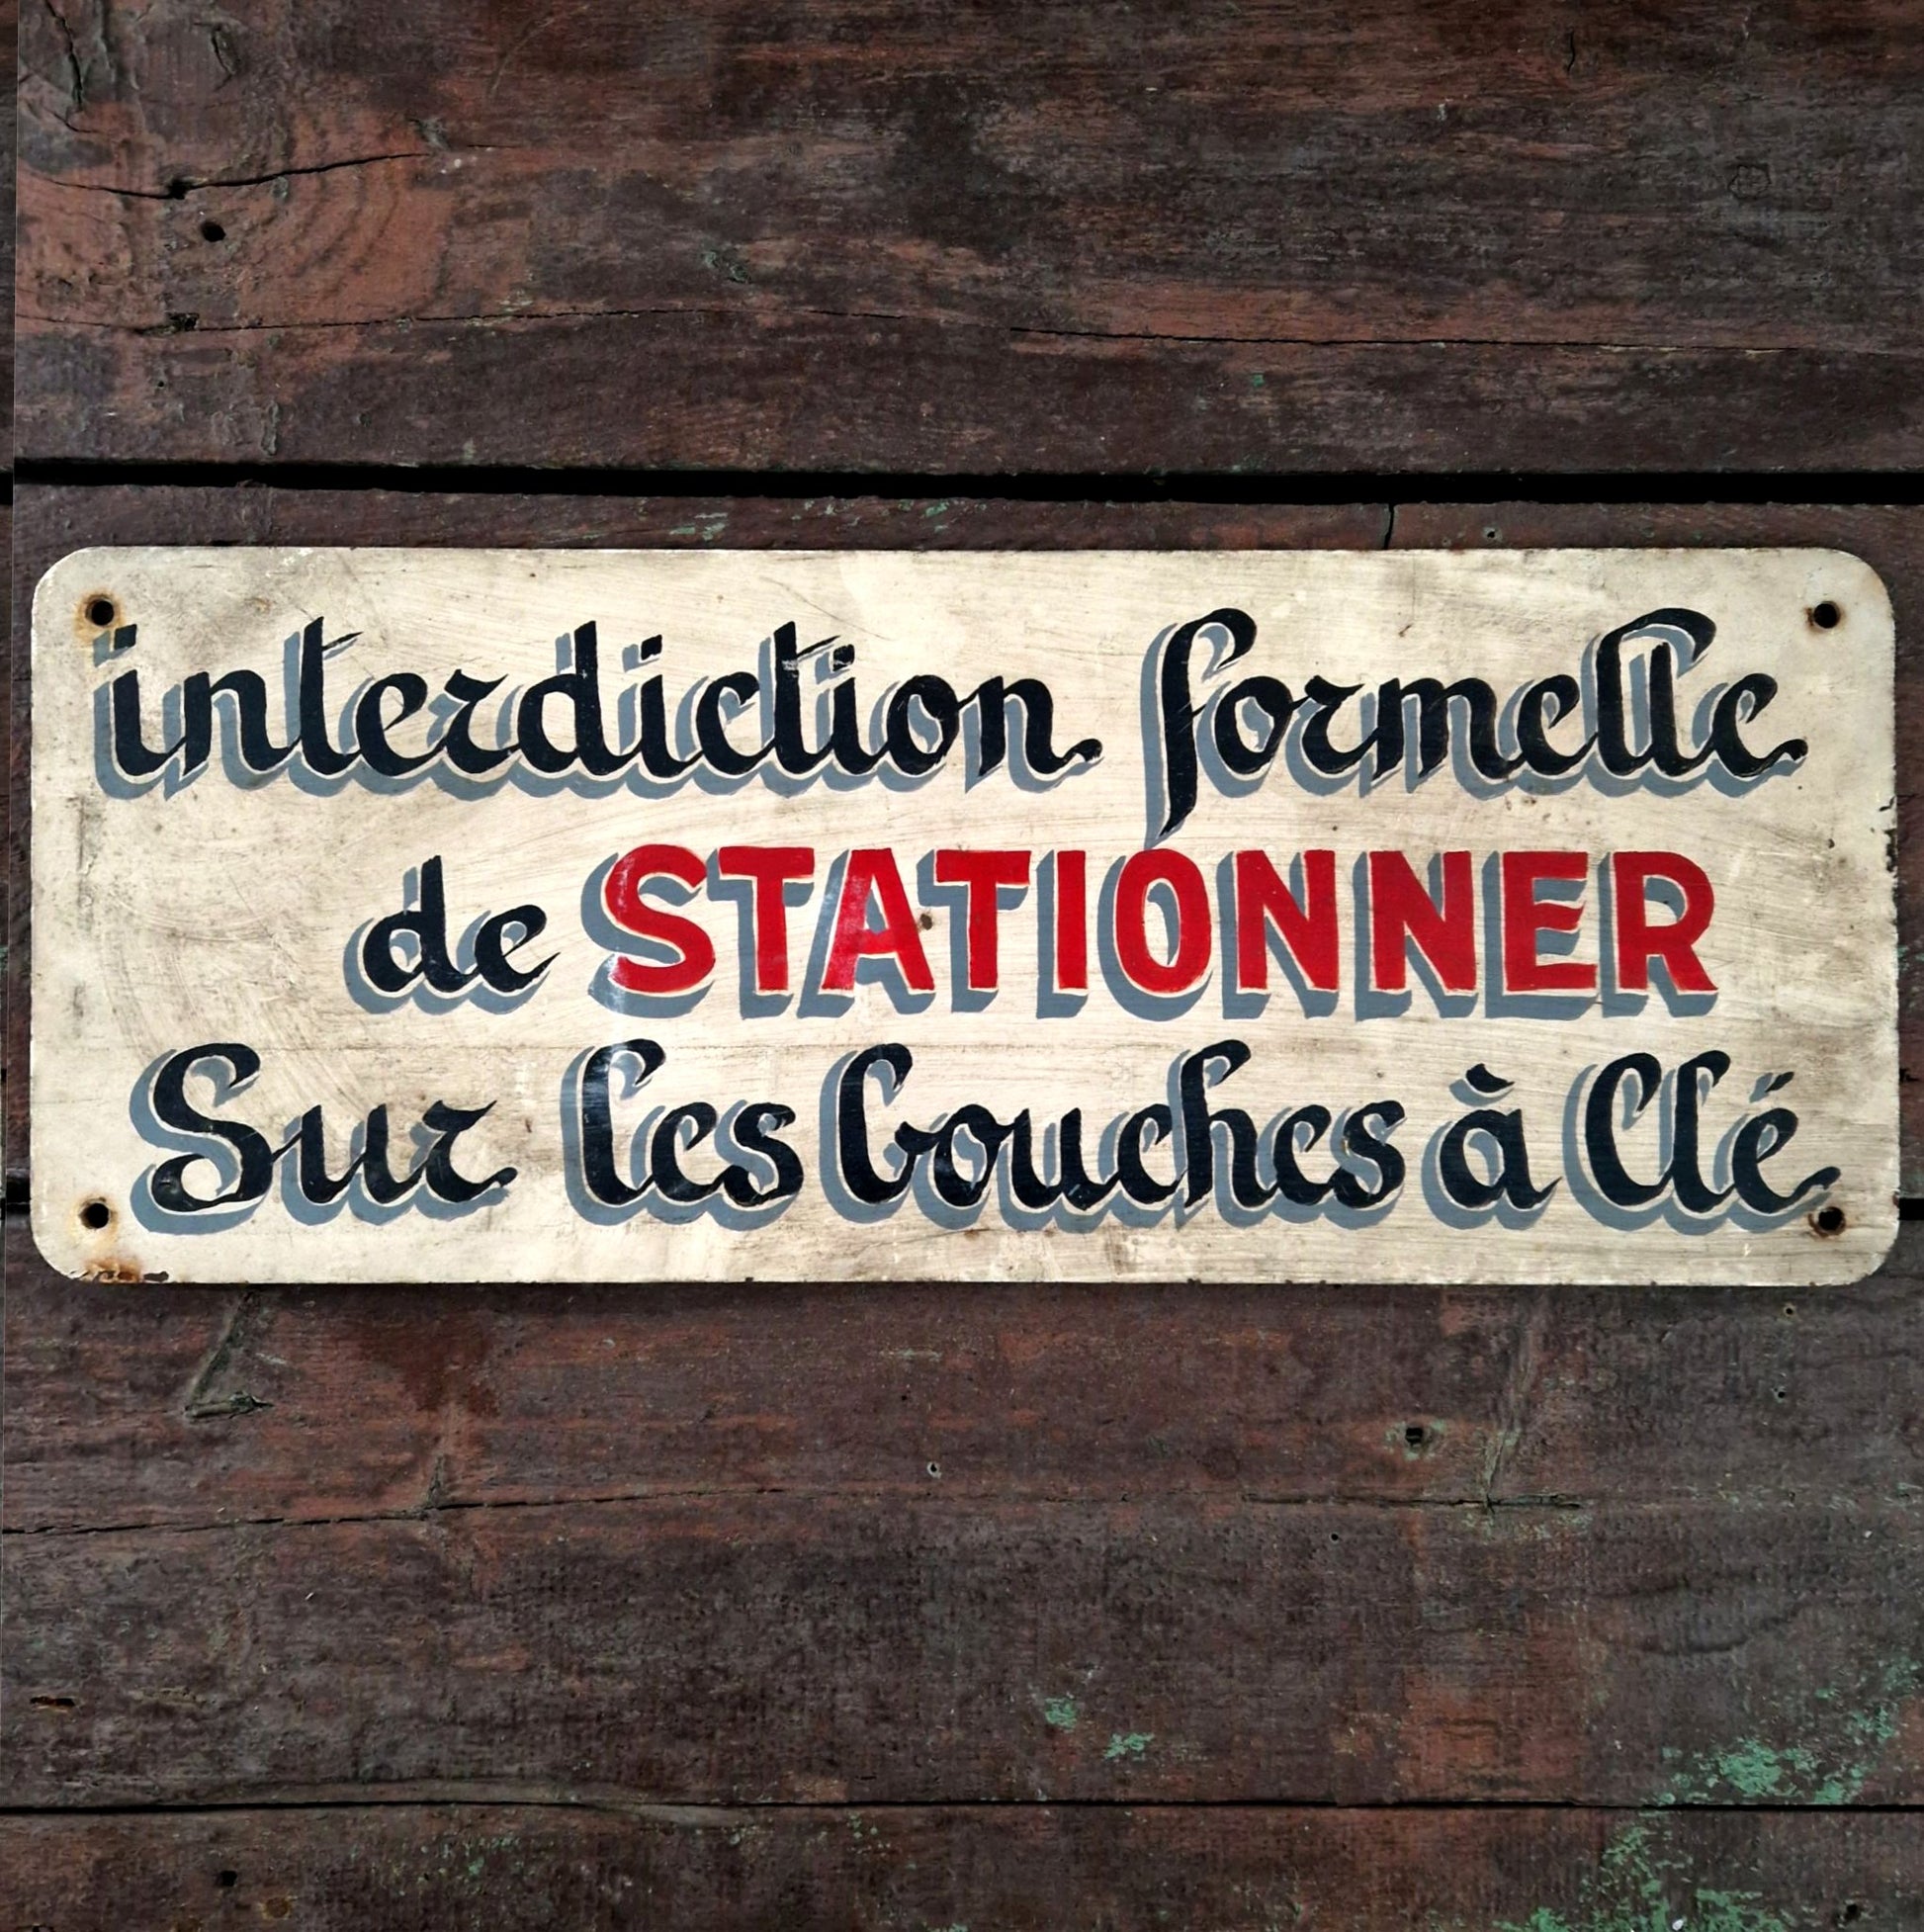 interdiction formelle
de STATIONNER
Sur les bouches à Clé